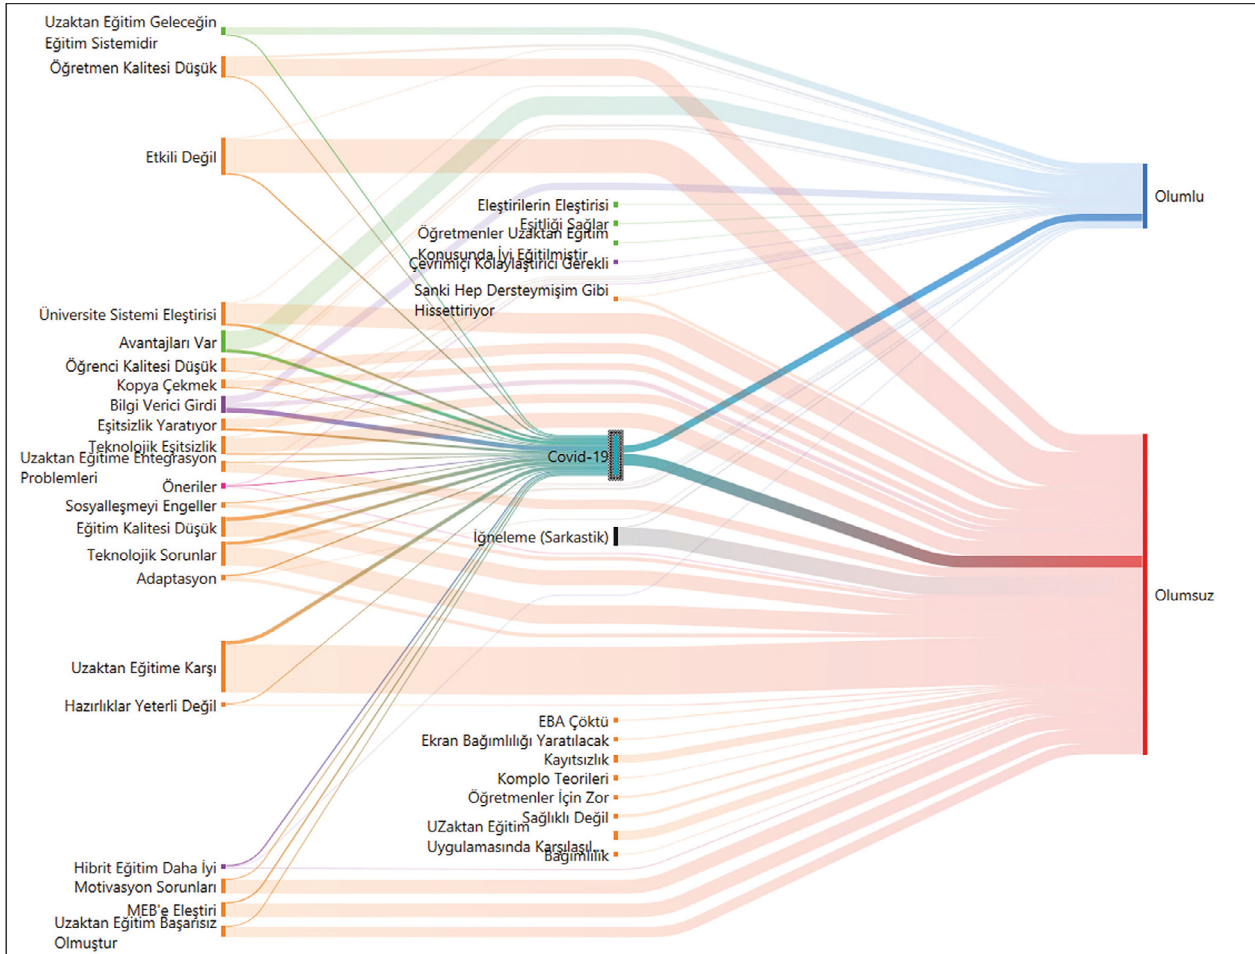 Uzaktan Eğitim Geleceğin
Eğitim Sistemidir
Öğretmen Kalitesi Düşük
Etkili Değil
Üniversite Sistemi Eleştirisi
Avantajları Var
Öğrenci Kalitesi Düşük
Kopya Çekmek
Bilgi Verici Girdi
Eşitsizlik Yaratıyor
Teknolojik Eşitsizlik
Uzaktan Eğitime Entegrasyon
Problemleri
Öneriler
Sosyalleşmeyi Engeller
Eğitim Kalitesi Düşük
Teknolojik Sorunlar
Adaptasyon
Uzaktan Eğitime Karşı
Hazırlıklar Yeterli Değil
Hibrit Eğitim Daha İyi
Motivasyon Sorunları
MEB'e Eleştiri
Uzaktan Eğitim Başarısız
Olmuştur
Eleştirilerin Eleştirisi
Eşitliği Sağlar
Öğretmenler Uzaktan Eğitim
Konusunda İyi Eğitilmiştir
Çevrimiçi Kolaylaştırıcı Gerekli
Sanki Hep Dersteymişim Gibi
Hissettiriyor
Covid-19
İğneleme (Sarkastik)
EBA Çöktü
Ekran Bağımlılığı Yaratılacak
Kayıtsızlık
Komplo Teorileri
Öğretmenler İçin Zor
Sağlıklı Değil
UZaktan Eğitim
Uygulamasında Karşılaşıl...
Bağımlılık
Olumlu
Olumsuz